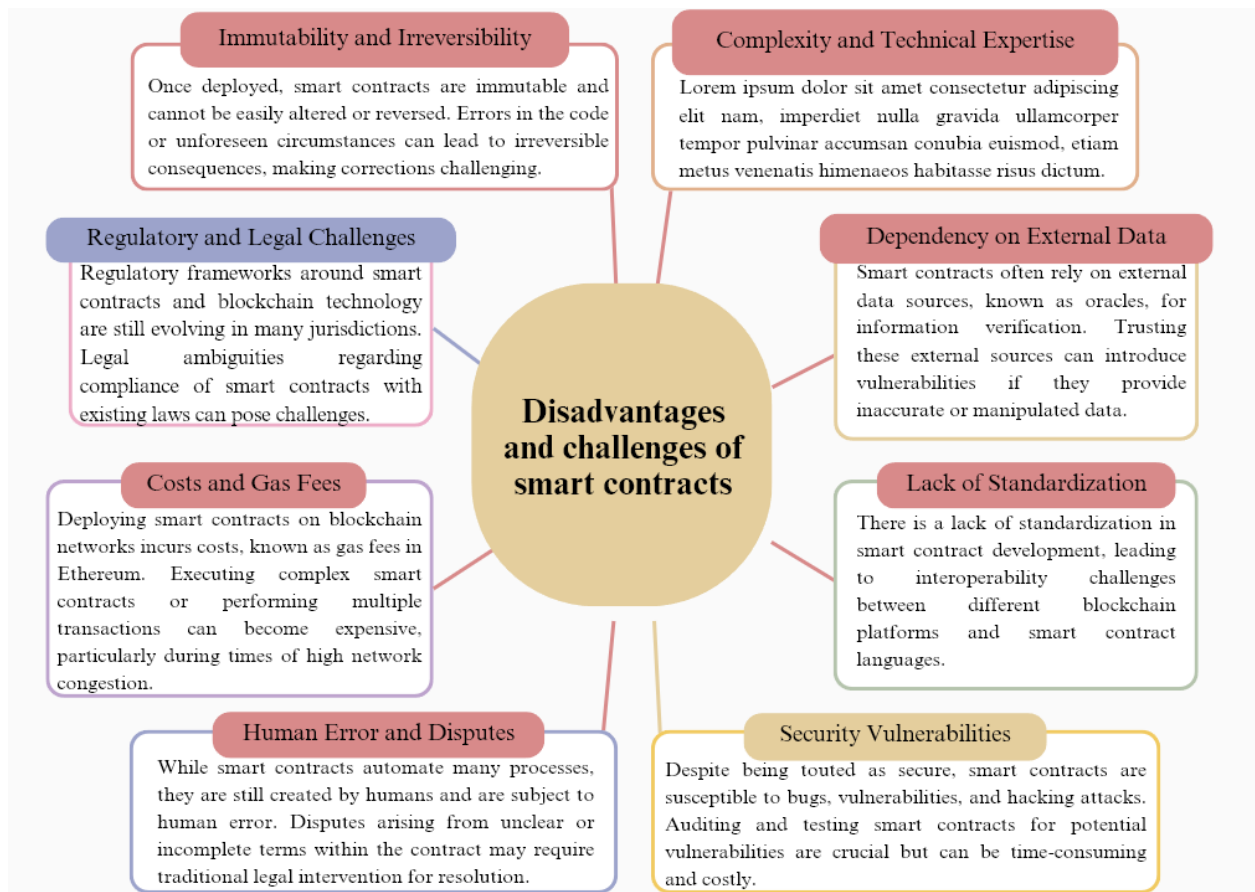 Immutability and Irreversibility
Once deployed, smart contracts are immutable and
cannot be easily altered or reversed. Errors in the code
or unforeseen circumstances can lead to irreversible
consequences, making corrections challenging.
Complexity and Technical Expertise
Lorem ipsum dolor sit amet consectetur adipiscing
elit nam, imperdiet nulla gravida ullamcorper
tempor pulvinar accumsan conubia euismod, etiam
metus venenatis himenaeos habitasse risus dictum.
Regulatory and Legal Challenges
Regulatory frameworks around smart
contracts and blockchain technology
are still evolving in many jurisdictions.
Legal ambiguities regarding
compliance of smart contracts with
existing laws can pose challenges.
Dependency on External Data
Smart contracts often rely on external
data sources, known as oracles, for
information verification. Trusting
these external sources can introduce
vulnerabilities if they provide
inaccurate or manipulated data.
Disadvantages
and challenges of
smart contracts
Costs and Gas Fees
Deploying smart contracts on blockchain
networks incurs costs, known as gas fees in
Ethereum. Executing complex smart
contracts or performing multiple
transactions can become expensive,
particularly during times of high network
congestion.
Lack of Standardization
There is a lack of standardization in
smart contract development, leading
to interoperability challenges
between different blockchain
platforms and smart contract
languages.
Human Error and Disputes
While smart contracts automate many processes,
they are still created by humans and are subject to
human error. Disputes arising from unclear or
incomplete terms within the contract may require
traditional legal intervention for resolution.
Security Vulnerabilities
Despite being touted as secure, smart contracts are
susceptible to bugs, vulnerabilities, and hacking attacks.
Auditing and testing smart contracts for potential
vulnerabilities are crucial but can be time-consuming
and costly.